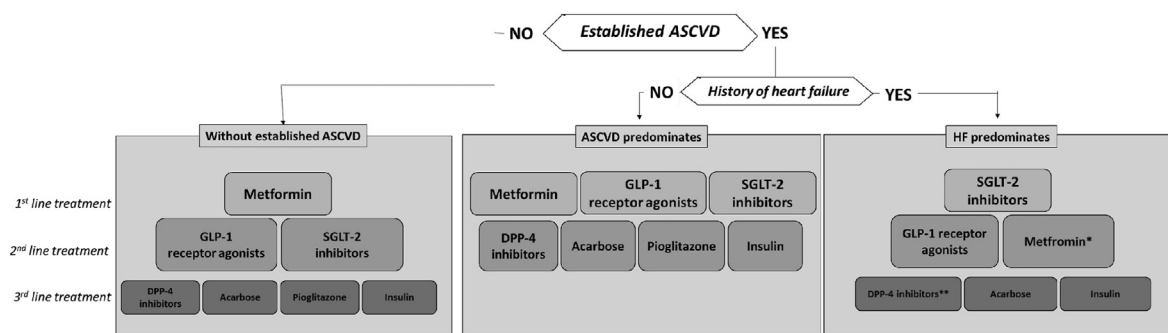 NO
Established ASCVD
YES
NO
History of heart failure
YES
Without established ASCVD
ASCVD predominates
HF predominates
1st line treatment
Metformin
Metformin
GLP-1
receptor agonists
SGLT-2
inhibitors
SGLT-2
inhibitors
2nd line treatment
GLP-1
receptor agonists
SGLT-2
inhibitors
DPP-4
inhibitors
Acarbose
Pioglitazone
Insulin
GLP-1 receptor
agonists
Metfromin*
3rd line treatment
DPP-4
inhibitors
Acarbose
Pioglitazone
Insulin
DPP-4 inhibitors**
Acarbose
Insulin